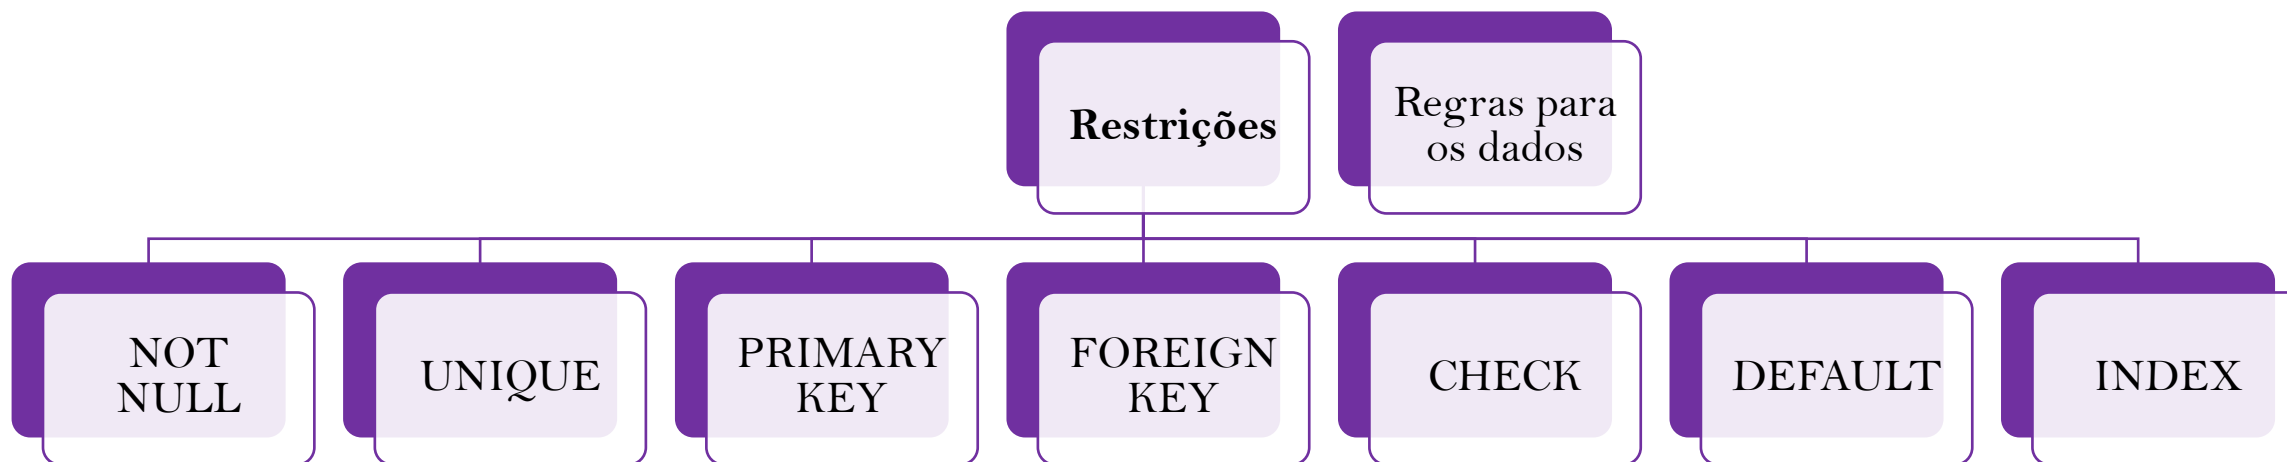 Restrições
Regras para
os dados
NOT
NULL
UNIQUE
PRIMARY
KEY
FOREIGN
KEY
CHECK
DEFAULT
INDEX